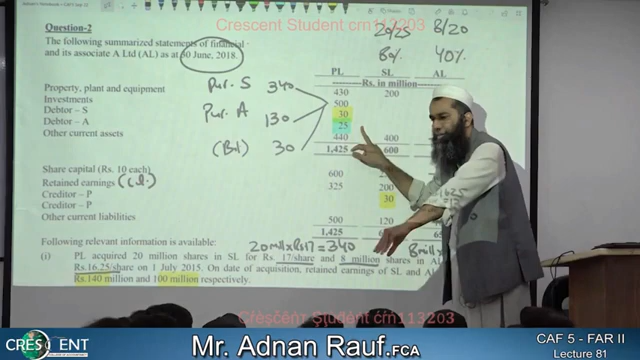 Crescent Student crn113203
20/25 8/20
80% 40%
Question-2
The following summarized statements of financial
and its associate A Ltd (AL) as at 30 June, 2018.
PL SL AL
Rs. in million
Property, plant and equipment 430 200
Investments 500
Debtor - S 30
Debtor - A 25
Other current assets 440 400
1,425 600
Pur. S 340
Pur. A 130
(Bal) 30
Share capital (Rs. 10 each) 600
Retained earnings 325 200
Creditor - P 30
Creditor - P
Other current liabilities 500 120
1,425
Following relevant information is available: 20mill x Rs17 = 340
(i) PL acquired 20 million shares in SL for Rs. 17/share and 8 million shares in AL
Rs.16.25/share on 1 July 2015. On date of acquisition, retained earnings of SL and AL
Rs.140 million and 100 million respectively.
Crescent Student crn113203
CRESCENT
Mr. Adnan Rauf.FCA
CAF 5 - FAR II
Lecture 81